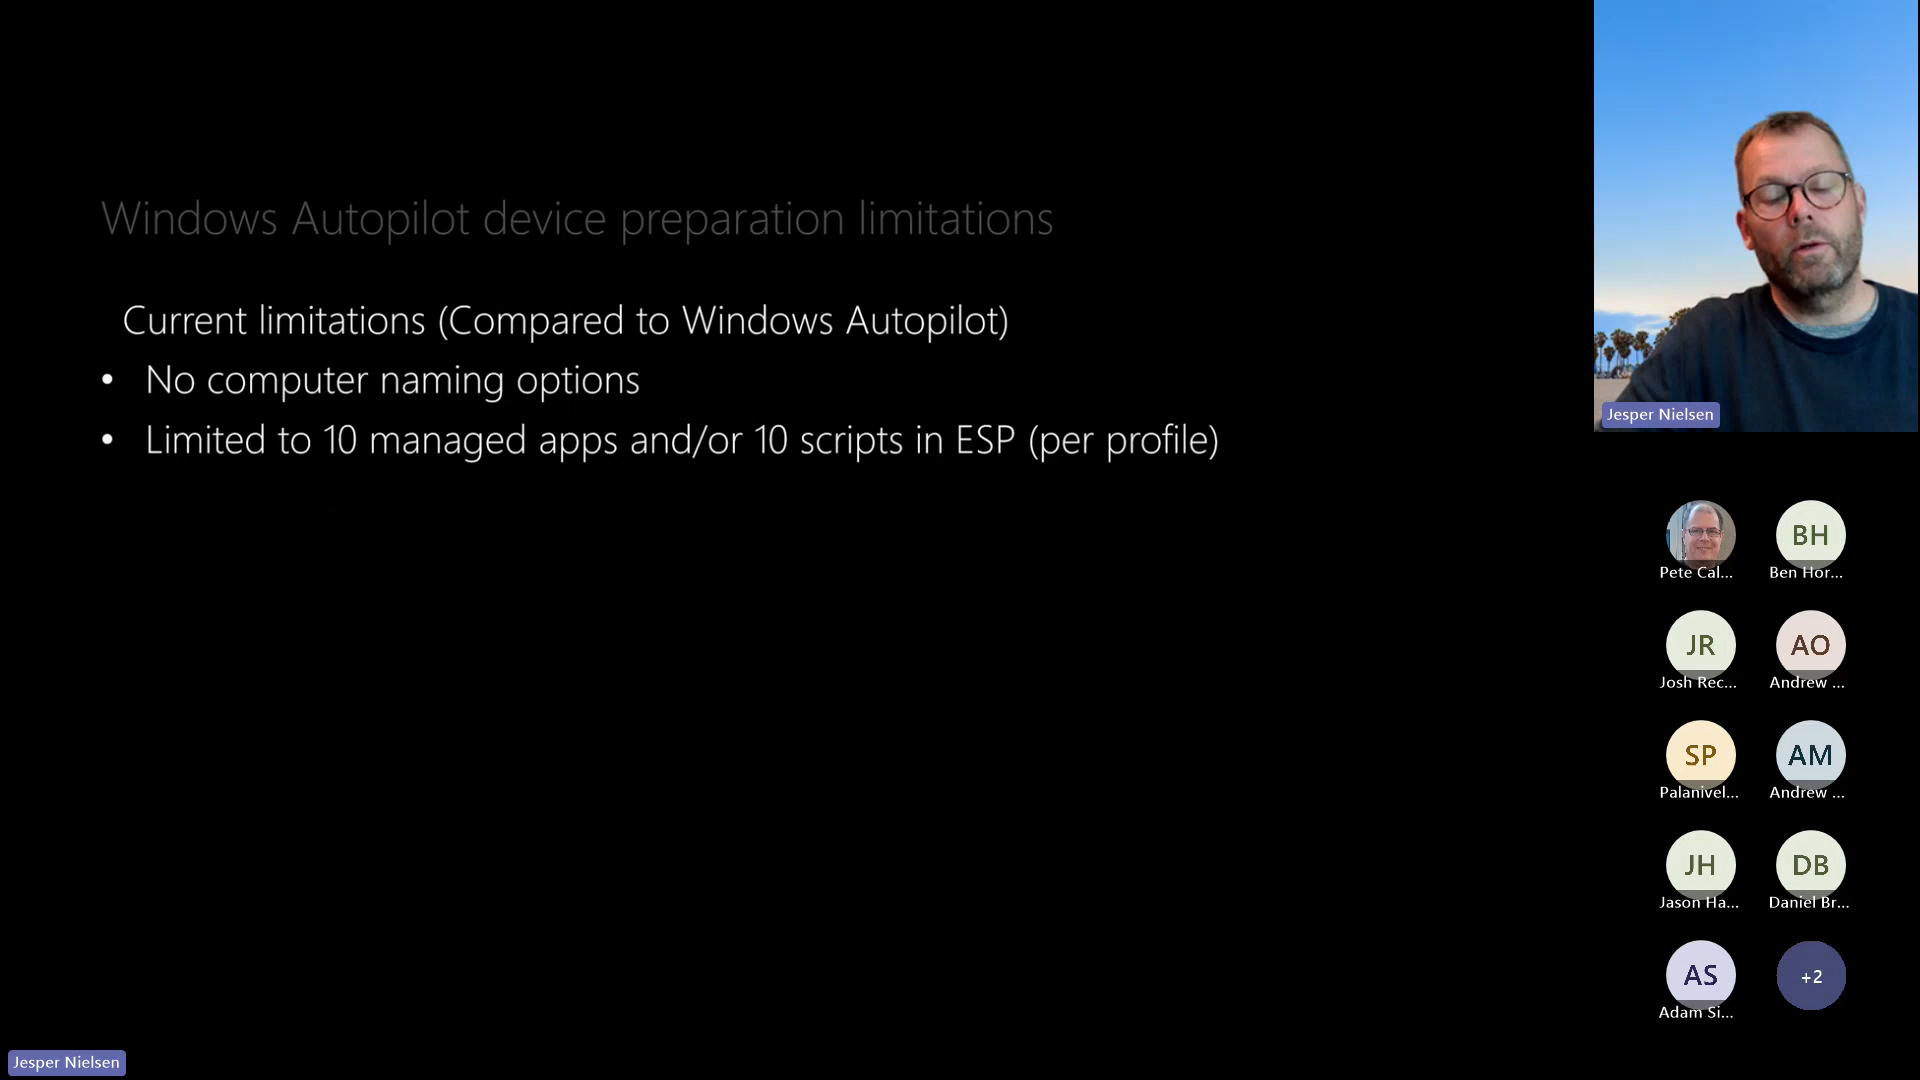 Windows Autopilot device preparation limitations
Current limitations (Compared to Windows Autopilot)
• No computer naming options
• Limited to 10 managed apps and/or 10 scripts in ESP (per profile)
Jesper Nielsen
Pete Cal...
BH
Ben Hor...
JR
Josh Rec...
AO
Andrew ...
SP
Palanivel...
AM
Andrew ...
JH
Jason Ha...
DB
Daniel Br...
AS
Adam Si...
+2
Jesper Nielsen